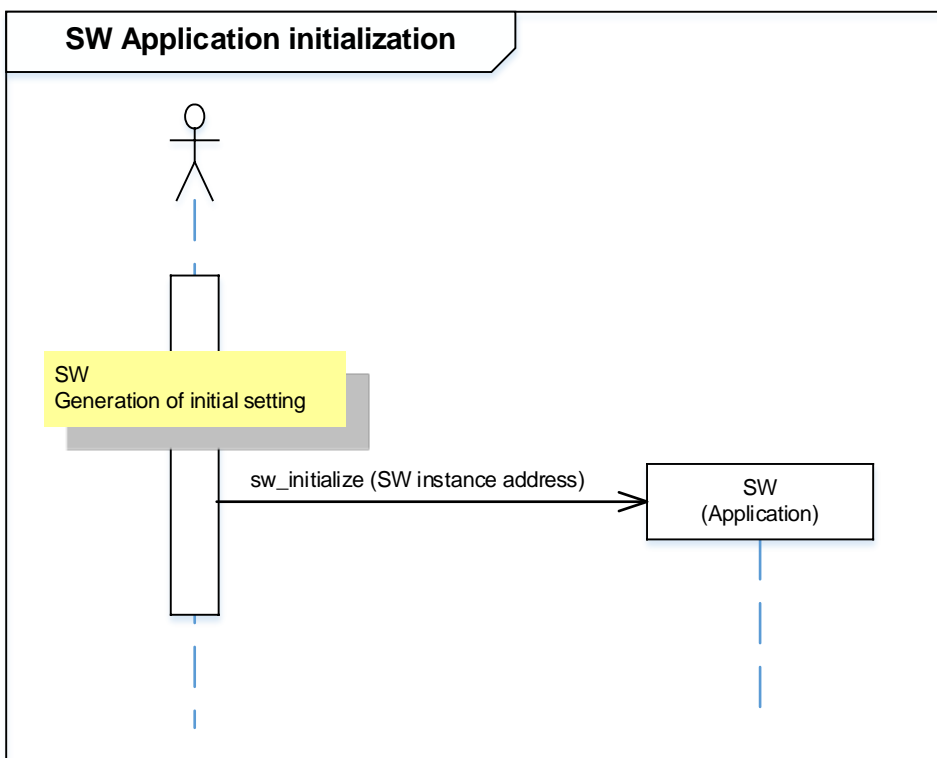 SW Application initialization
SW
Generation of initial setting
sw_initialize (SW instance address)
SW
(Application)